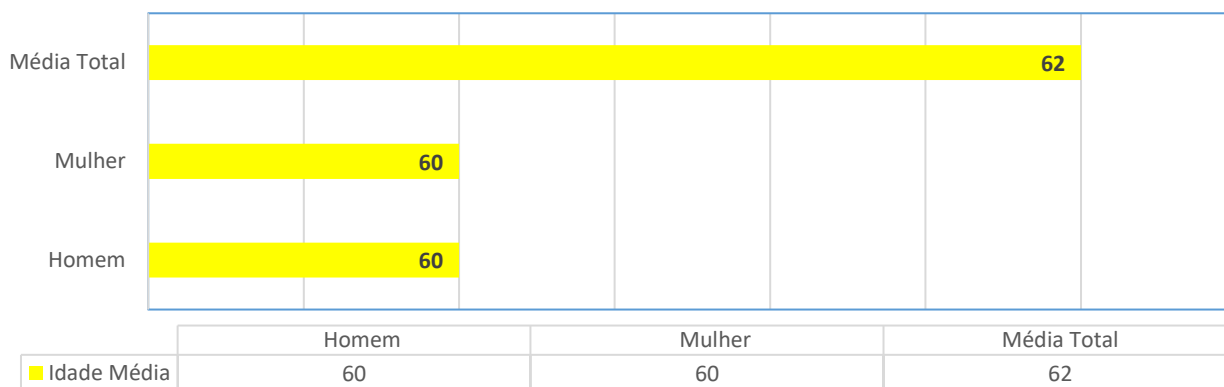 Média Total
62
Mulher
60
Homem
60
Homem Mulher Média Total
Idade Média 60 60 62